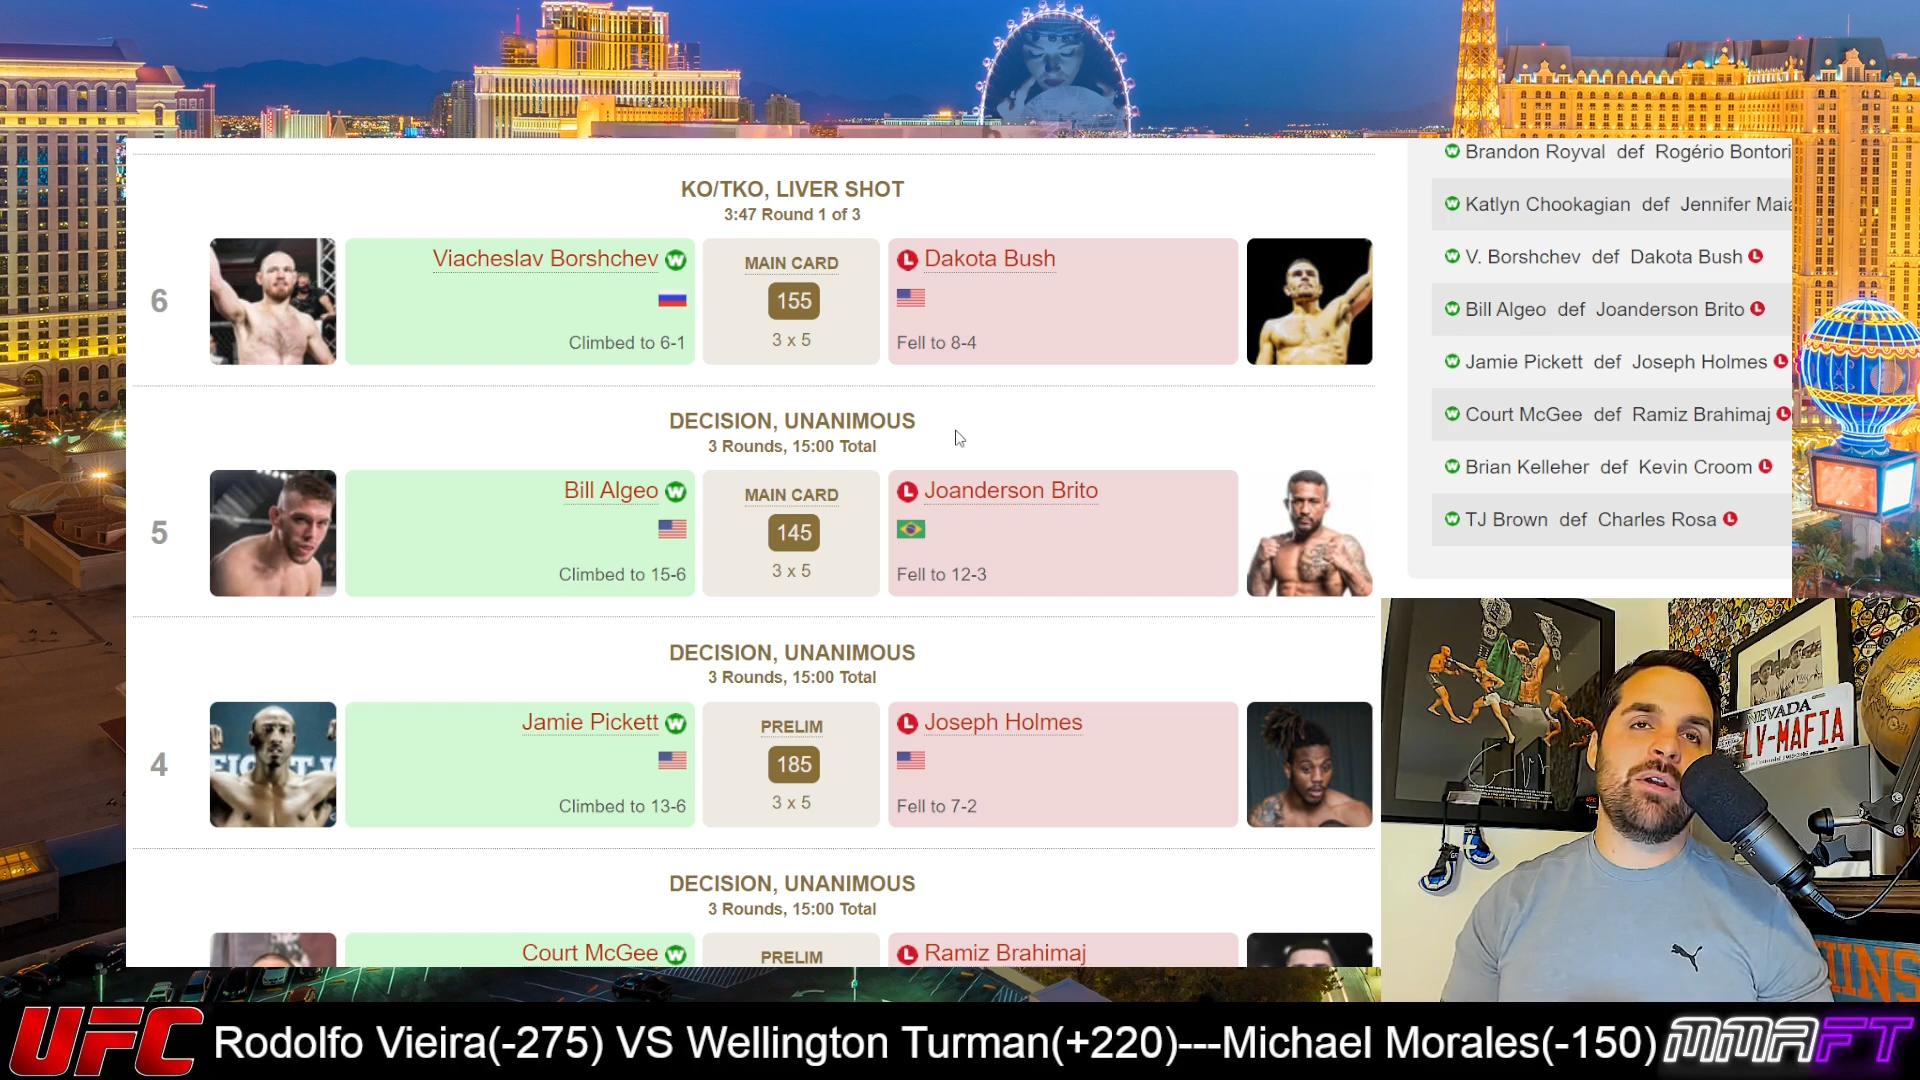 KO/TKO, LIVER SHOT
3:47 Round 1 of 3
6
Viacheslav Borshchev W
MAIN CARD
L Dakota Bush
155
Climbed to 6-1
3 x 5
Fell to 8-4
DECISION, UNANIMOUS
3 Rounds, 15:00 Total
5
Bill Algeo W
MAIN CARD
L Joanderson Brito
145
Climbed to 15-6
3 x 5
Fell to 12-3
DECISION, UNANIMOUS
3 Rounds, 15:00 Total
4
Jamie Pickett W
PRELIM
L Joseph Holmes
185
Climbed to 13-6
3 x 5
Fell to 7-2
DECISION, UNANIMOUS
3 Rounds, 15:00 Total
Court McGee W
PRELIM
L Ramiz Brahimaj
W Brandon Royval def Rogério Bontori
W Katlyn Chookagian def Jennifer Maia
W V. Borshchev def Dakota Bush L
W Bill Algeo def Joanderson Brito L
W Jamie Pickett def Joseph Holmes L
W Court McGee def Ramiz Brahimaj L
W Brian Kelleher def Kevin Croom L
W TJ Brown def Charles Rosa L
NEVADA
LV-MAFIA
UFC
Rodolfo Vieira(-275) VS Wellington Turman(+220)---Michael Morales(-150)
MMAFT